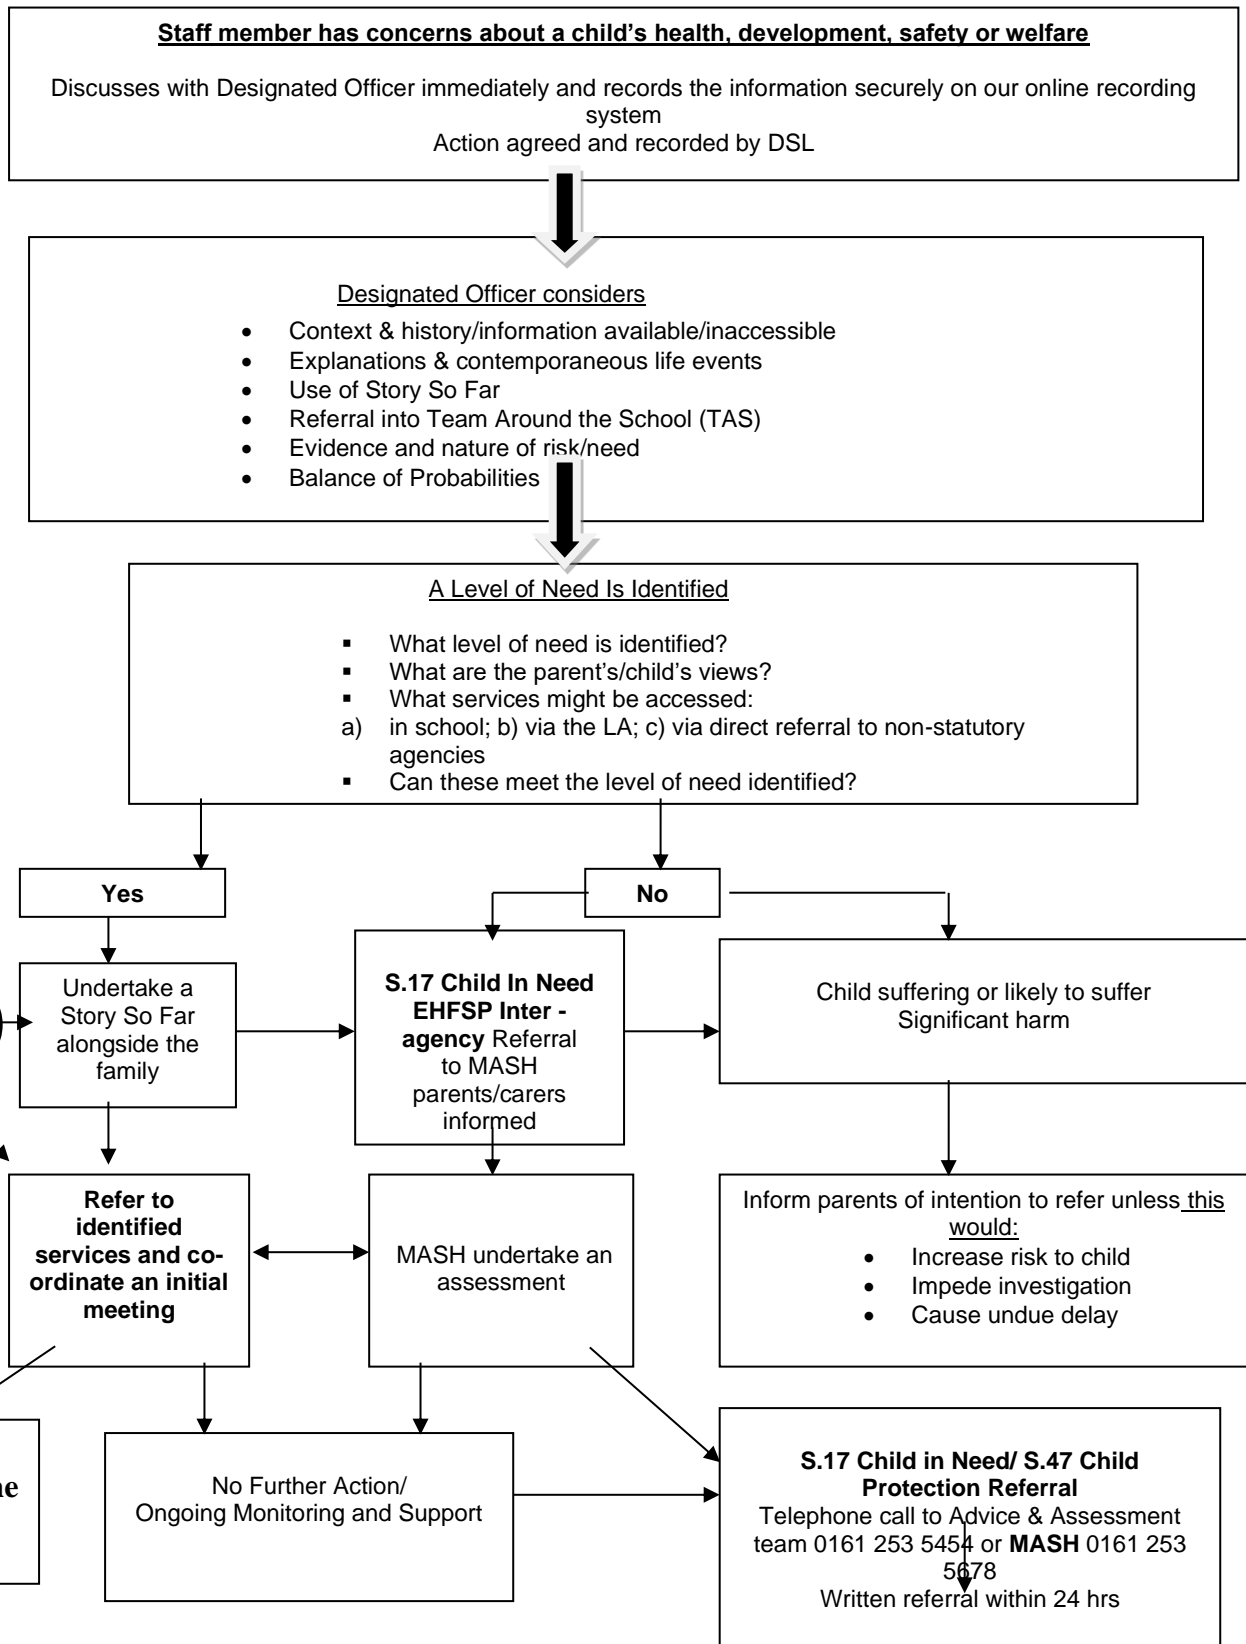 Staff member has concerns about a child’s health, development, safety or welfare
Discusses with Designated Officer immediately and records the information securely on our online recording
system
Action agreed and recorded by DSL
Designated Officer considers
• Context & history/information available/inaccessible
• Explanations & contemporaneous life events
• Use of Story So Far
• Referral into Team Around the School (TAS)
• Evidence and nature of risk/need
• Balance of Probabilities
A Level of Need Is Identified
▪ What level of need is identified?
▪ What are the parent’s/child’s views?
▪ What services might be accessed:
a) in school; b) via the LA; c) via direct referral to non-statutory
agencies
▪ Can these meet the level of need identified?
Yes
No
Undertake a
Story So Far
alongside the
family
S.17 Child In Need
EHFSP Inter -
agency Referral
to MASH
parents/carers
informed
Child suffering or likely to suffer
Significant harm
Refer to
identified
services and co-
ordinate an initial
meeting
MASH undertake an
assessment
Inform parents of intention to refer unless this
would:
• Increase risk to child
• Impede investigation
• Cause undue delay
No Further Action/
Ongoing Monitoring and Support
S.17 Child in Need/ S.47 Child
Protection Referral
Telephone call to Advice & Assessment
team 0161 253 5454 or MASH 0161 253
5678
Written referral within 24 hrs